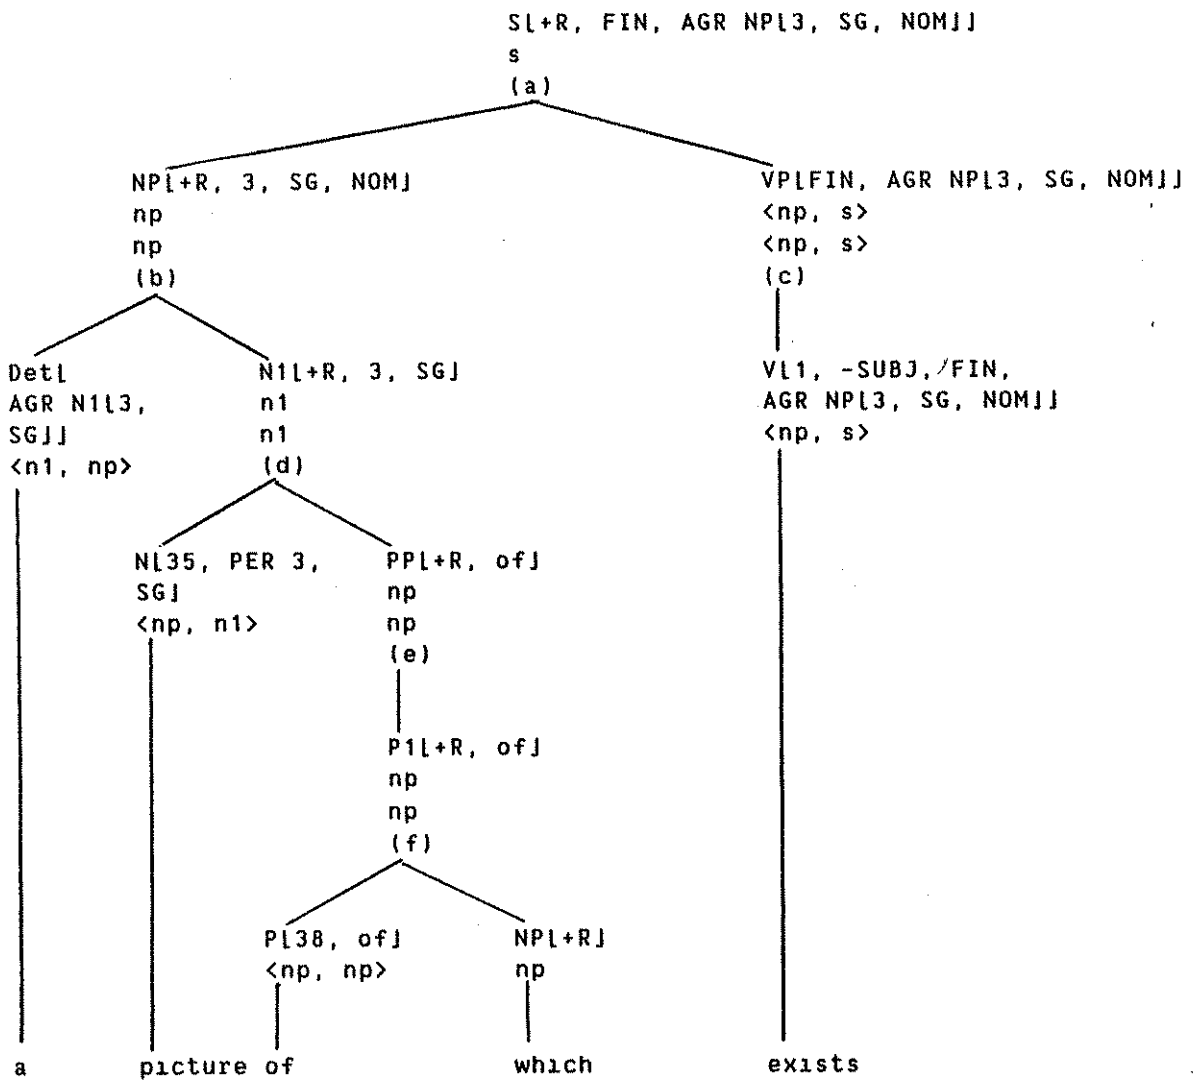 S[+R, FIN, AGR NP[3, SG, NOM]]
s
(a)
NP[+R, 3, SG, NOM]
np
np
(b)
VP[FIN, AGR NP[3, SG, NOM]]
<np, s>
<np, s>
(c)
Det[
AGR N1[3,
SG]]
<n1, np>
N1[+R, 3, SG]
n1
n1
(d)
V[1, -SUBJ, FIN,
AGR NP[3, SG, NOM]]
<np, s>
N[35, PER 3,
SG]
<np, n1>
PP[+R, of]
np
np
(e)
P1[+R, of]
np
np
(f)
P[38, of]
<np, np>
NP[+R]
np
a picture of which exists